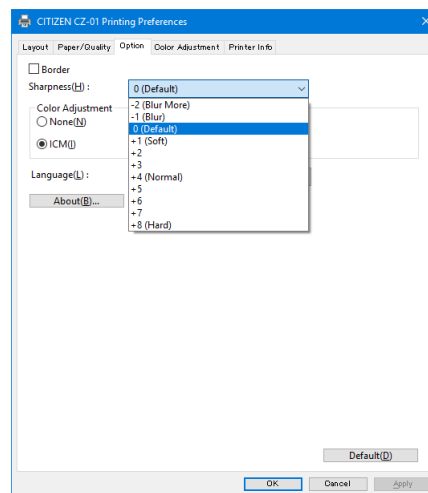 CITIZEN CZ-01 Printing Preferences
Layout Paper/Quality Option Color Adjustment Printer Info
Border
Sharpness(H) : 0 (Default)
-2 (Blur More)
-1 (Blur)
0 (Default)
+1 (Soft)
+2
+3
+4 (Normal)
+5
+6
+7
+8 (Hard)
Color Adjustment
None(N)
ICM(I)
Language(L) :
About(B)...
Default(D)
OK Cancel Apply